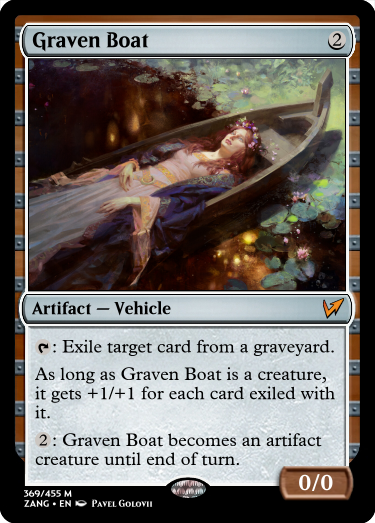 Graven Boat 2
Artifact — Vehicle
: Exile target card from a graveyard.
As long as Graven Boat is a creature,
it gets +1/+1 for each card exiled with
it.
2 : Graven Boat becomes an artifact
creature until end of turn.
0/0
369/455 M
ZANG • EN PAVEL GOLOVII